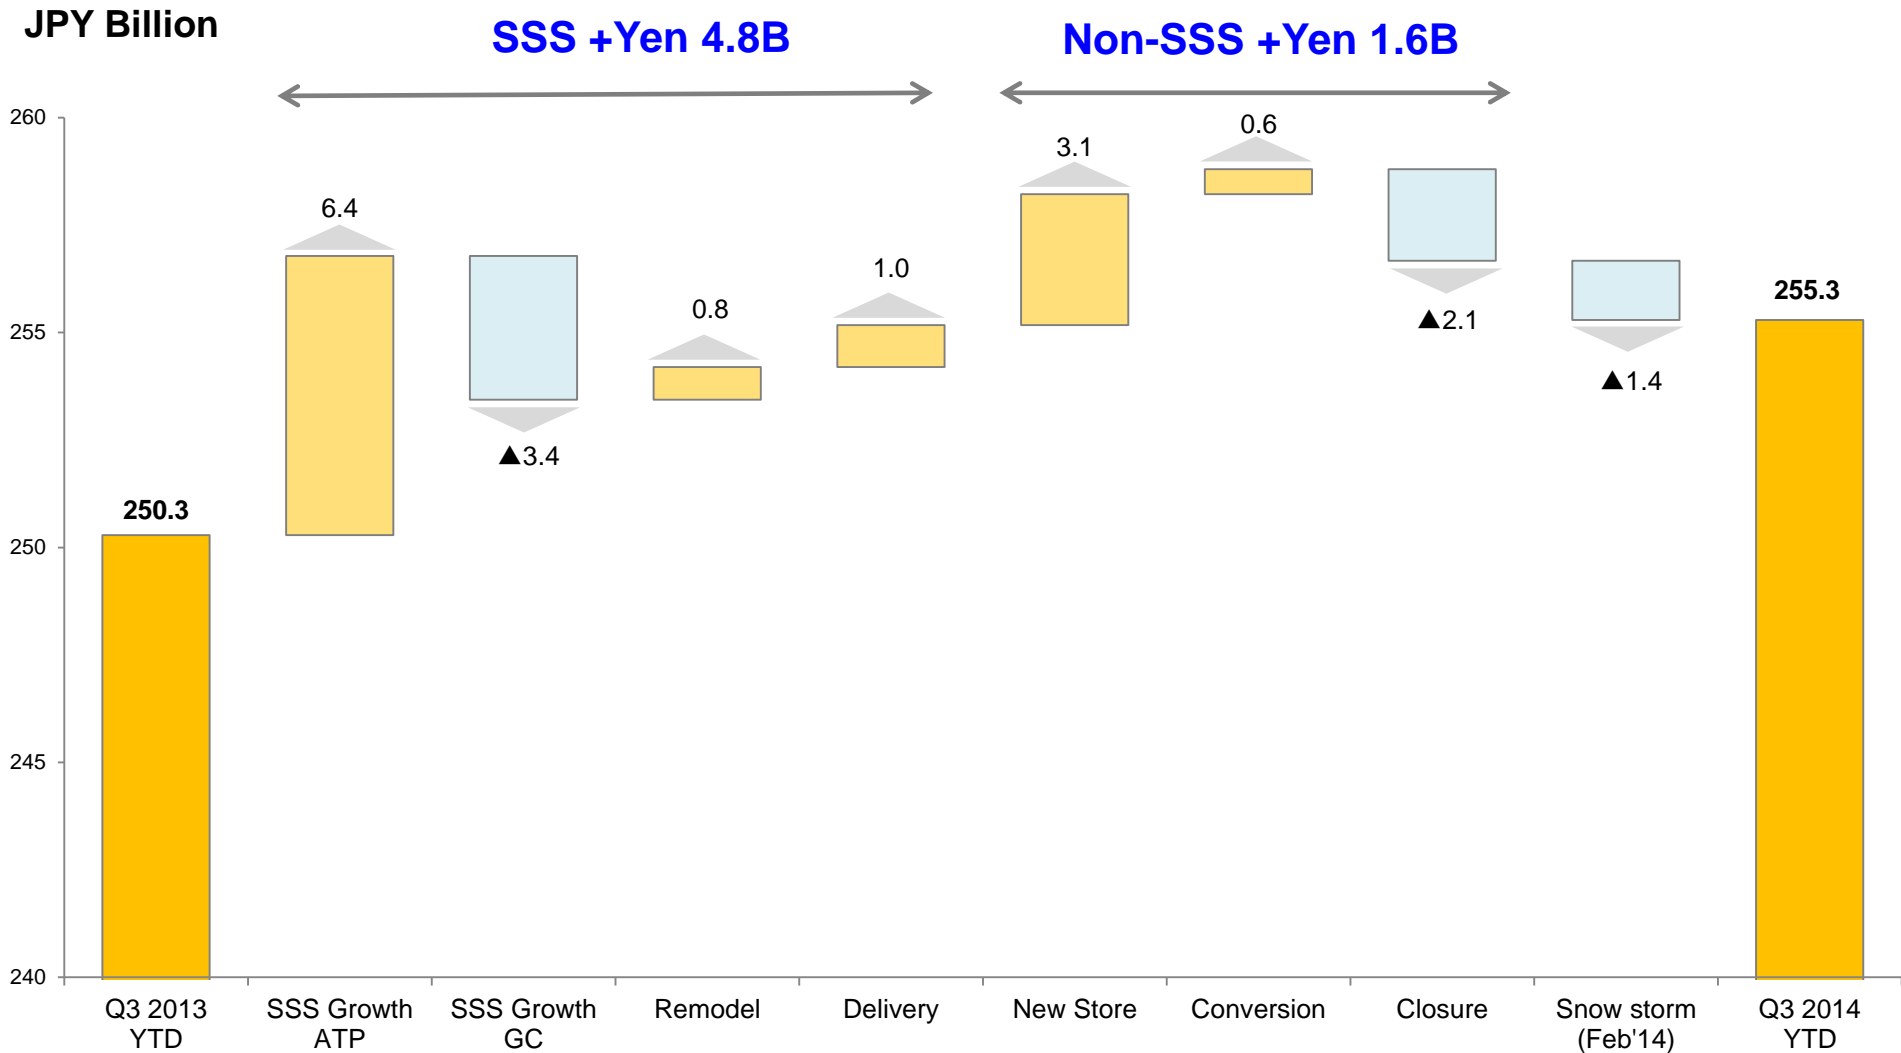 JPY Billion
SSS +Yen 4.8B
Non-SSS +Yen 1.6B
260
255
250
245
240
250.3
6.4
▲3.4
0.8
1.0
3.1
0.6
▲2.1
▲1.4
255.3
Q3 2013
YTD
SSS Growth
ATP
SSS Growth
GC
Remodel
Delivery
New Store
Conversion
Closure
Snow storm
(Feb'14)
Q3 2014
YTD